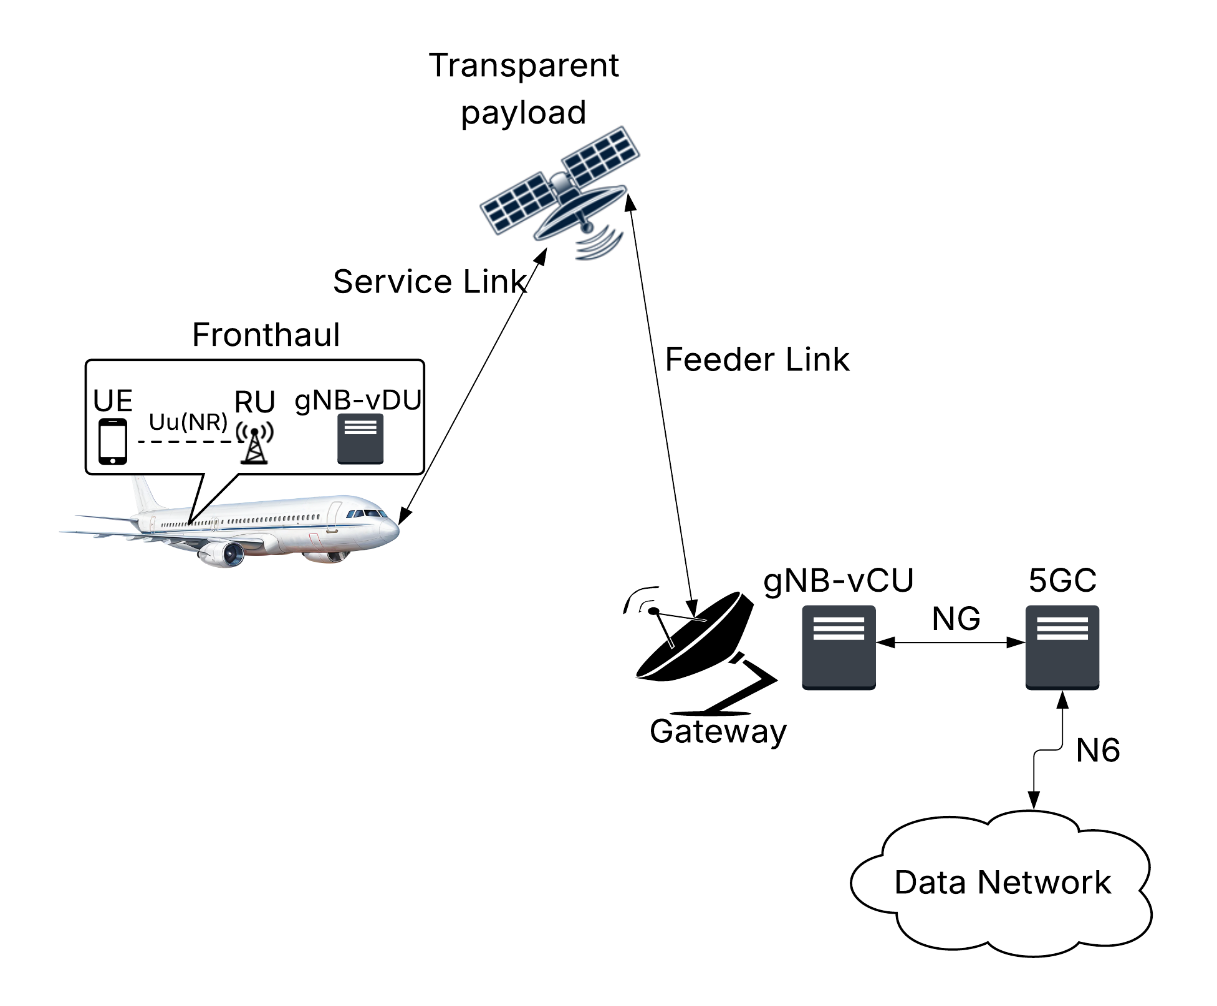 Transparent
payload
Service Link
Fronthaul
Feeder Link
UE
RU
gNB-vDU
Uu(NR)
gNB-vCU
5GC
NG
Gateway
N6
Data Network